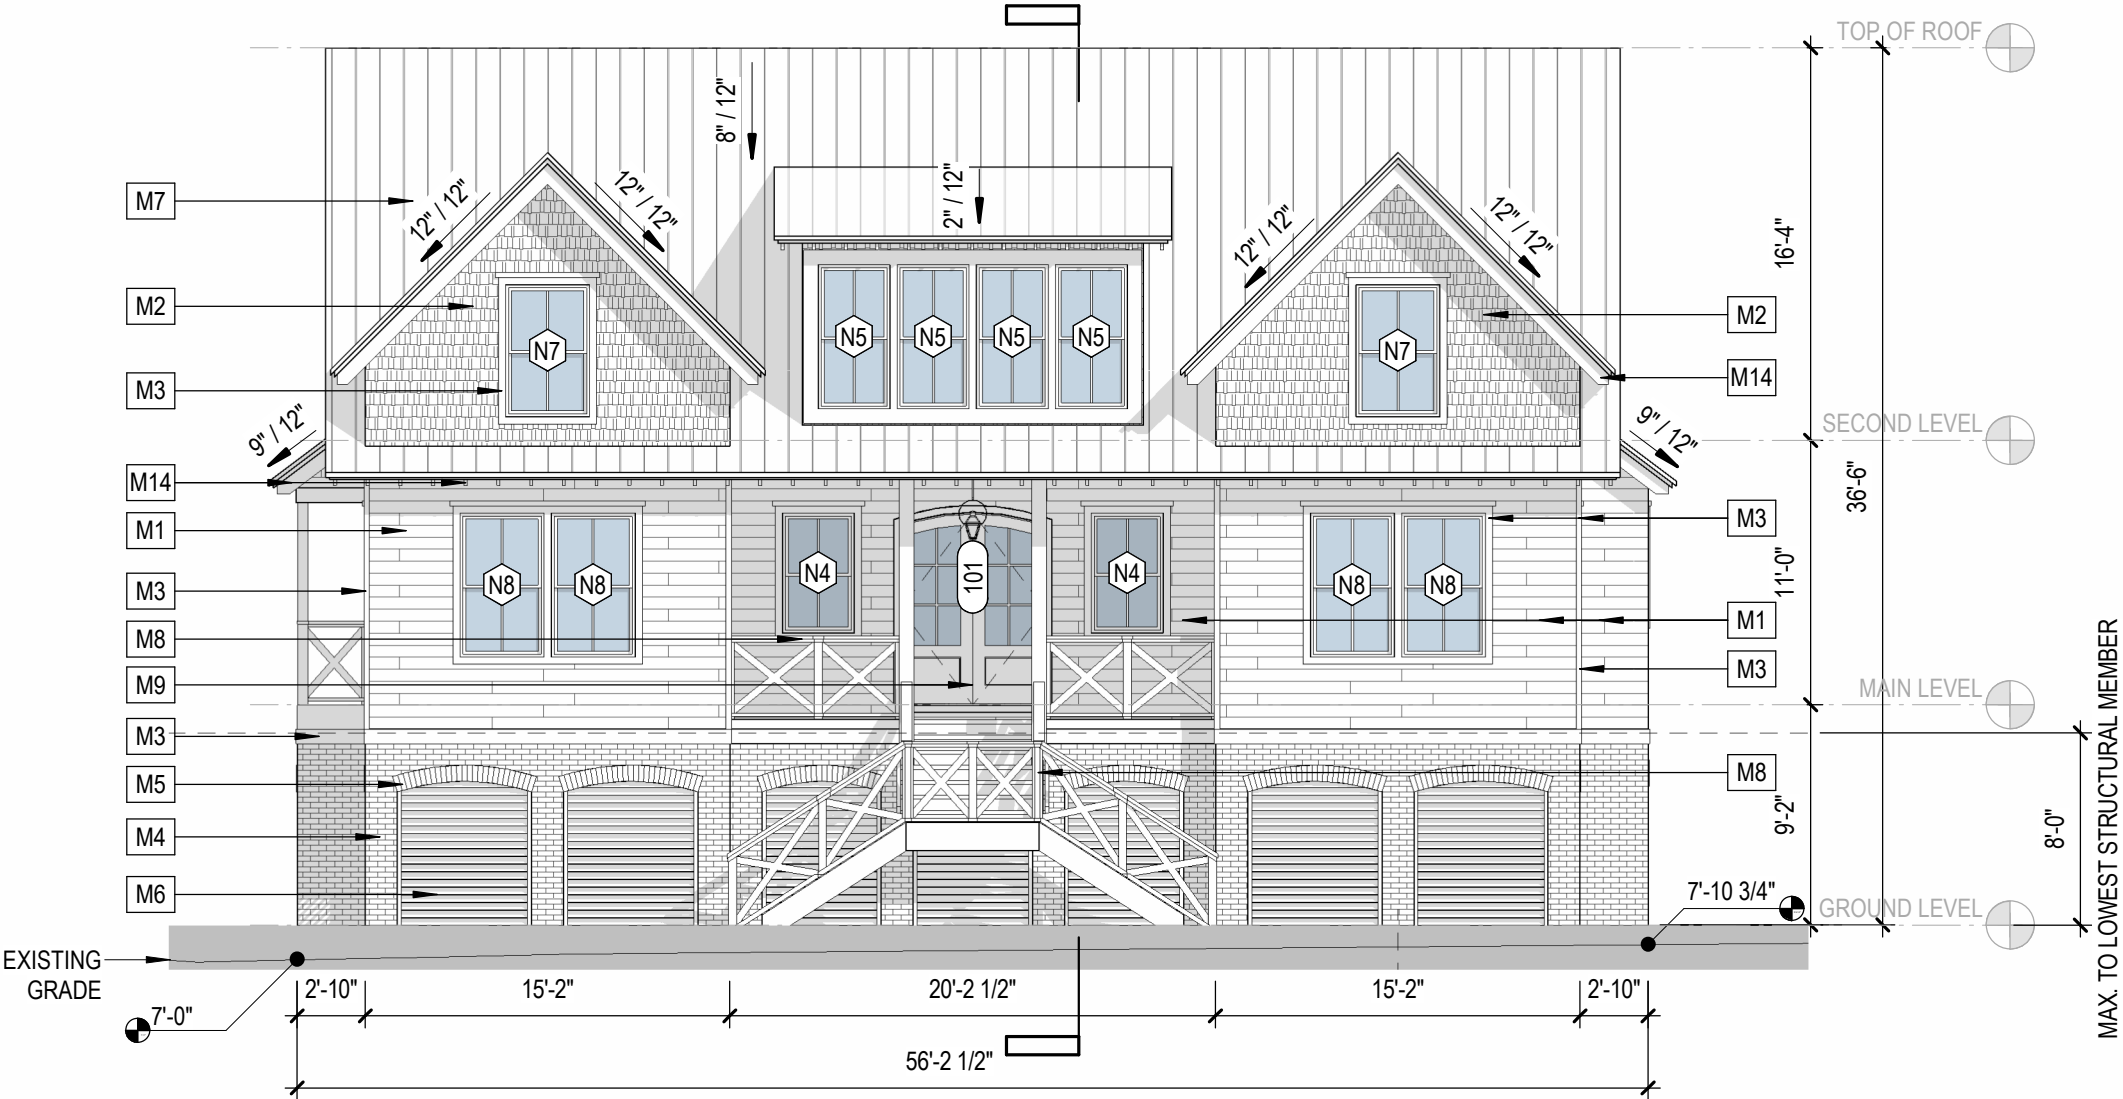 TOP OF ROOF
8" / 12"
M7
12" / 12"
12" / 12"
2" / 12"
12" / 12"
12" / 12"
16'-4"
M2
M2
N5
N5
N5
N5
N7
N7
M3
M14
9" / 12"
9" / 12"
SECOND LEVEL
M14
36'-6"
M1
M3
N8
N8
N4
101
N4
N8
N8
11'-0"
M3
M1
M8
M3
M9
MAIN LEVEL
M3
M5
M8
M4
9'-2"
8'-0"
MAX. TO LOWEST STRUCTURAL MEMBER
M6
7'-10 3/4"
GROUND LEVEL
EXISTING
GRADE
2'-10"
15'-2"
20'-2 1/2"
15'-2"
2'-10"
7'-0"
56'-2 1/2"